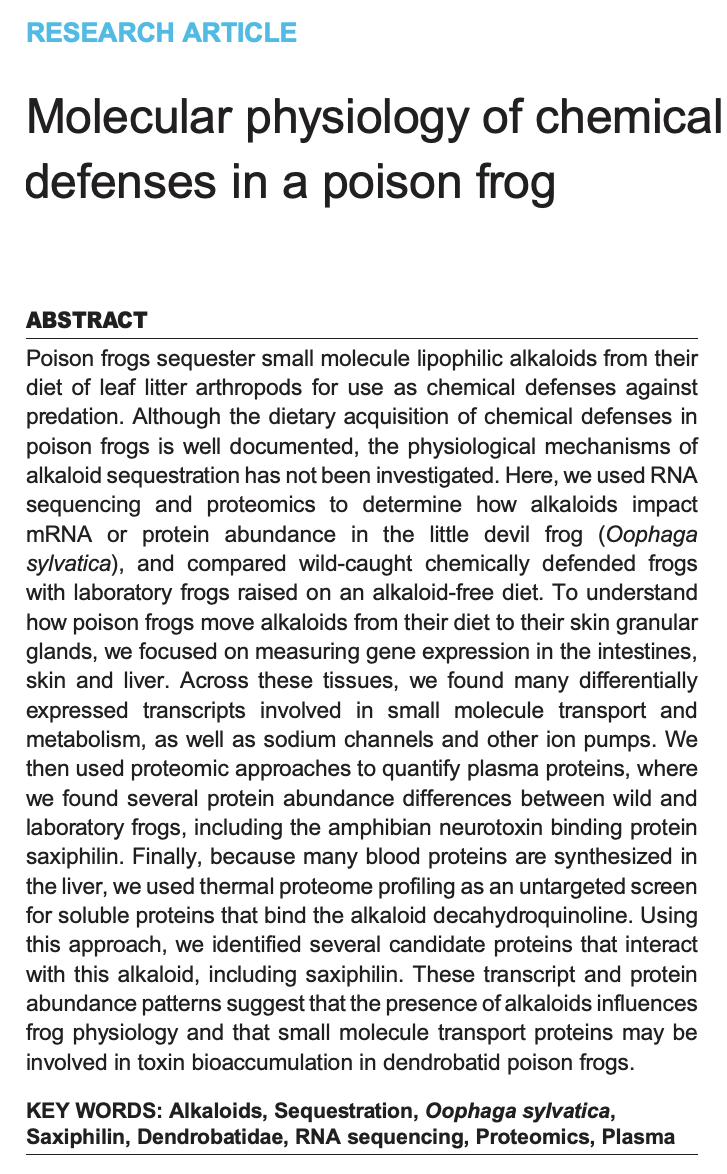 RESEARCH ARTICLE
Molecular physiology of chemical
defenses in a poison frog
ABSTRACT
Poison frogs sequester small molecule lipophilic alkaloids from their
diet of leaf litter arthropods for use as chemical defenses against
predation. Although the dietary acquisition of chemical defenses in
poison frogs is well documented, the physiological mechanisms of
alkaloid sequestration has not been investigated. Here, we used RNA
sequencing and proteomics to determine how alkaloids impact
mRNA or protein abundance in the little devil frog (Oophaga
sylvatica), and compared wild-caught chemically defended frogs
with laboratory frogs raised on an alkaloid-free diet. To understand
how poison frogs move alkaloids from their diet to their skin granular
glands, we focused on measuring gene expression in the intestines,
skin and liver. Across these tissues, we found many differentially
expressed transcripts involved in small molecule transport and
metabolism, as well as sodium channels and other ion pumps. We
then used proteomic approaches to quantify plasma proteins, where
we found several protein abundance differences between wild and
laboratory frogs, including the amphibian neurotoxin binding protein
saxiphilin. Finally, because many blood proteins are synthesized in
the liver, we used thermal proteome profiling as an untargeted screen
for soluble proteins that bind the alkaloid decahydroquinoline. Using
this approach, we identified several candidate proteins that interact
with this alkaloid, including saxiphilin. These transcript and protein
abundance patterns suggest that the presence of alkaloids influences
frog physiology and that small molecule transport proteins may be
involved in toxin bioaccumulation in dendrobatid poison frogs.
KEY WORDS: Alkaloids, Sequestration, Oophaga sylvatica,
Saxiphilin, Dendrobatidae, RNA sequencing, Proteomics, Plasma